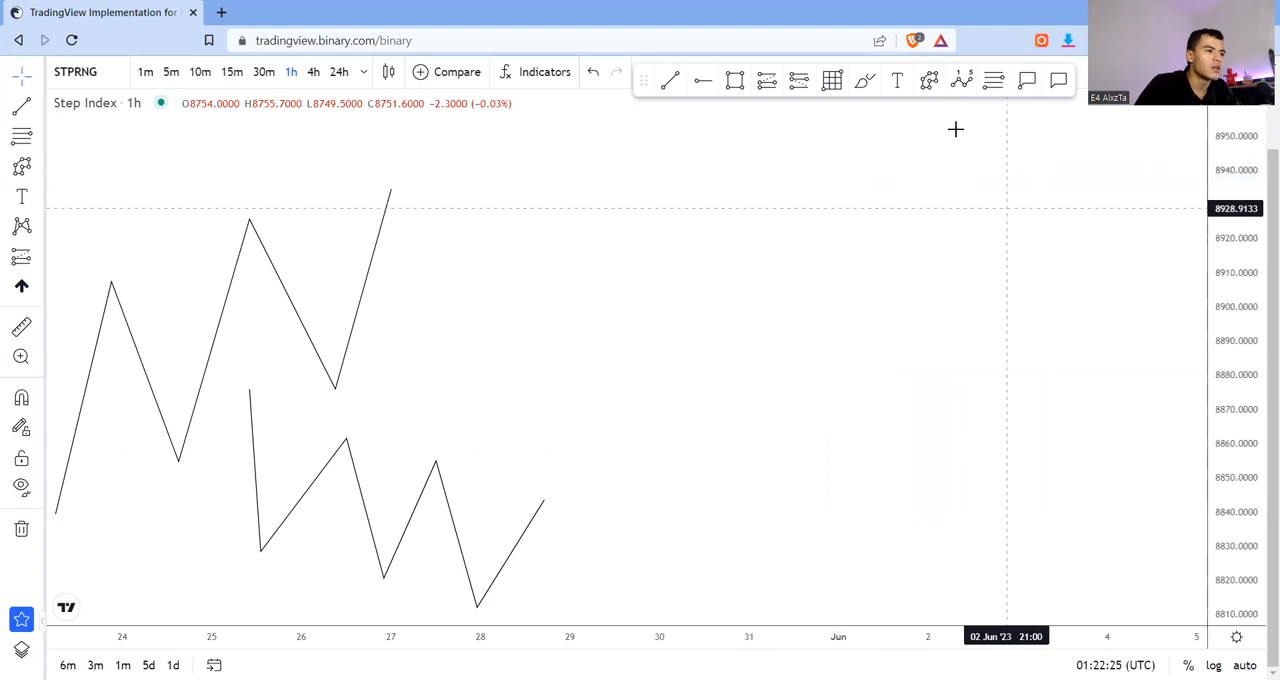 TradingView Implementation for
tradingview.binary.com/binary
2
STPRNG 1m 5m 10m 15m 30m 1h 4h 24h Compare Indicators
T 1 5
Step Index · 1h O8754.0000 H8755.7000 L8749.5000 C8751.6000 −2.3000 (−0.03%)
E4 AlxzTa
8950.0000
8940.0000
8928.9133
8920.0000
8910.0000
8900.0000
8890.0000
8880.0000
8870.0000
8860.0000
8850.0000
8840.0000
8830.0000
8820.0000
8810.0000
24 25 26 27 28 29 30 31 Jun 2 02 Jun '23 21:00 4 5
6m 3m 1m 5d 1d 01:22:25 (UTC) % log auto